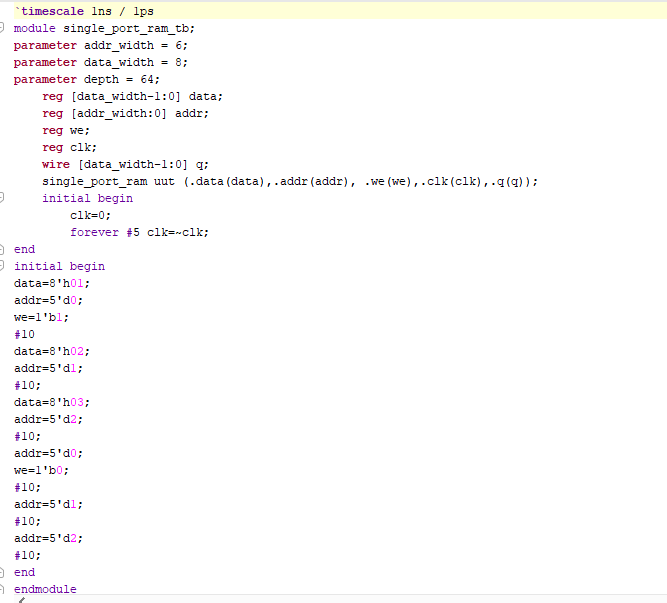 `timescale 1ns / 1ps
module single_port_ram_tb;
parameter addr_width = 6;
parameter data_width = 8;
parameter depth = 64;
    reg [data_width-1:0] data;
    reg [addr_width:0] addr;
    reg we;
    reg clk;
    wire [data_width-1:0] q;
    single_port_ram uut (.data(data),.addr(addr), .we(we),.clk(clk),.q(q));
    initial begin
        clk=0;
        forever #5 clk=~clk;
end
initial begin
data=8'h01;
addr=5'd0;
we=1'b1;
#10
data=8'h02;
addr=5'd1;
#10;
data=8'h03;
addr=5'd2;
#10;
addr=5'd0;
we=1'b0;
#10;
addr=5'd1;
#10;
addr=5'd2;
#10;
end
endmodule